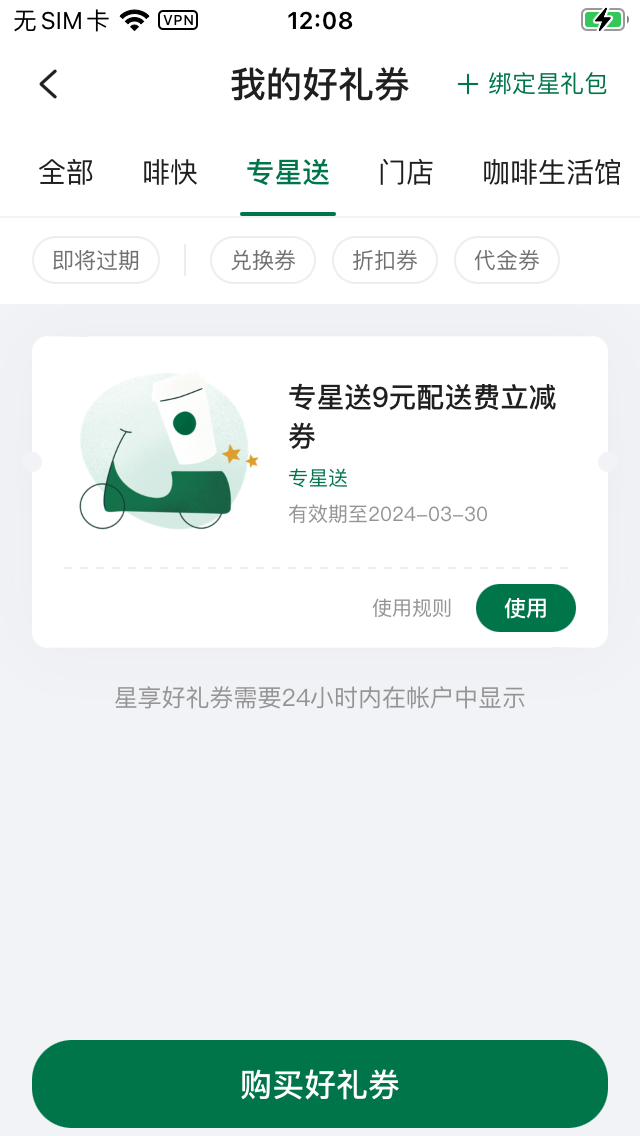 无SIM卡 VPN 12:08
我的好礼券 + 绑定星礼包
全部 啡快 专星送 门店 咖啡生活馆
即将过期 兑换券 折扣券 代金券
专星送9元配送费立减
券
专星送
有效期至2024-03-30
使用规则 使用
星享好礼券需要24小时内在帐户中显示
购买好礼券